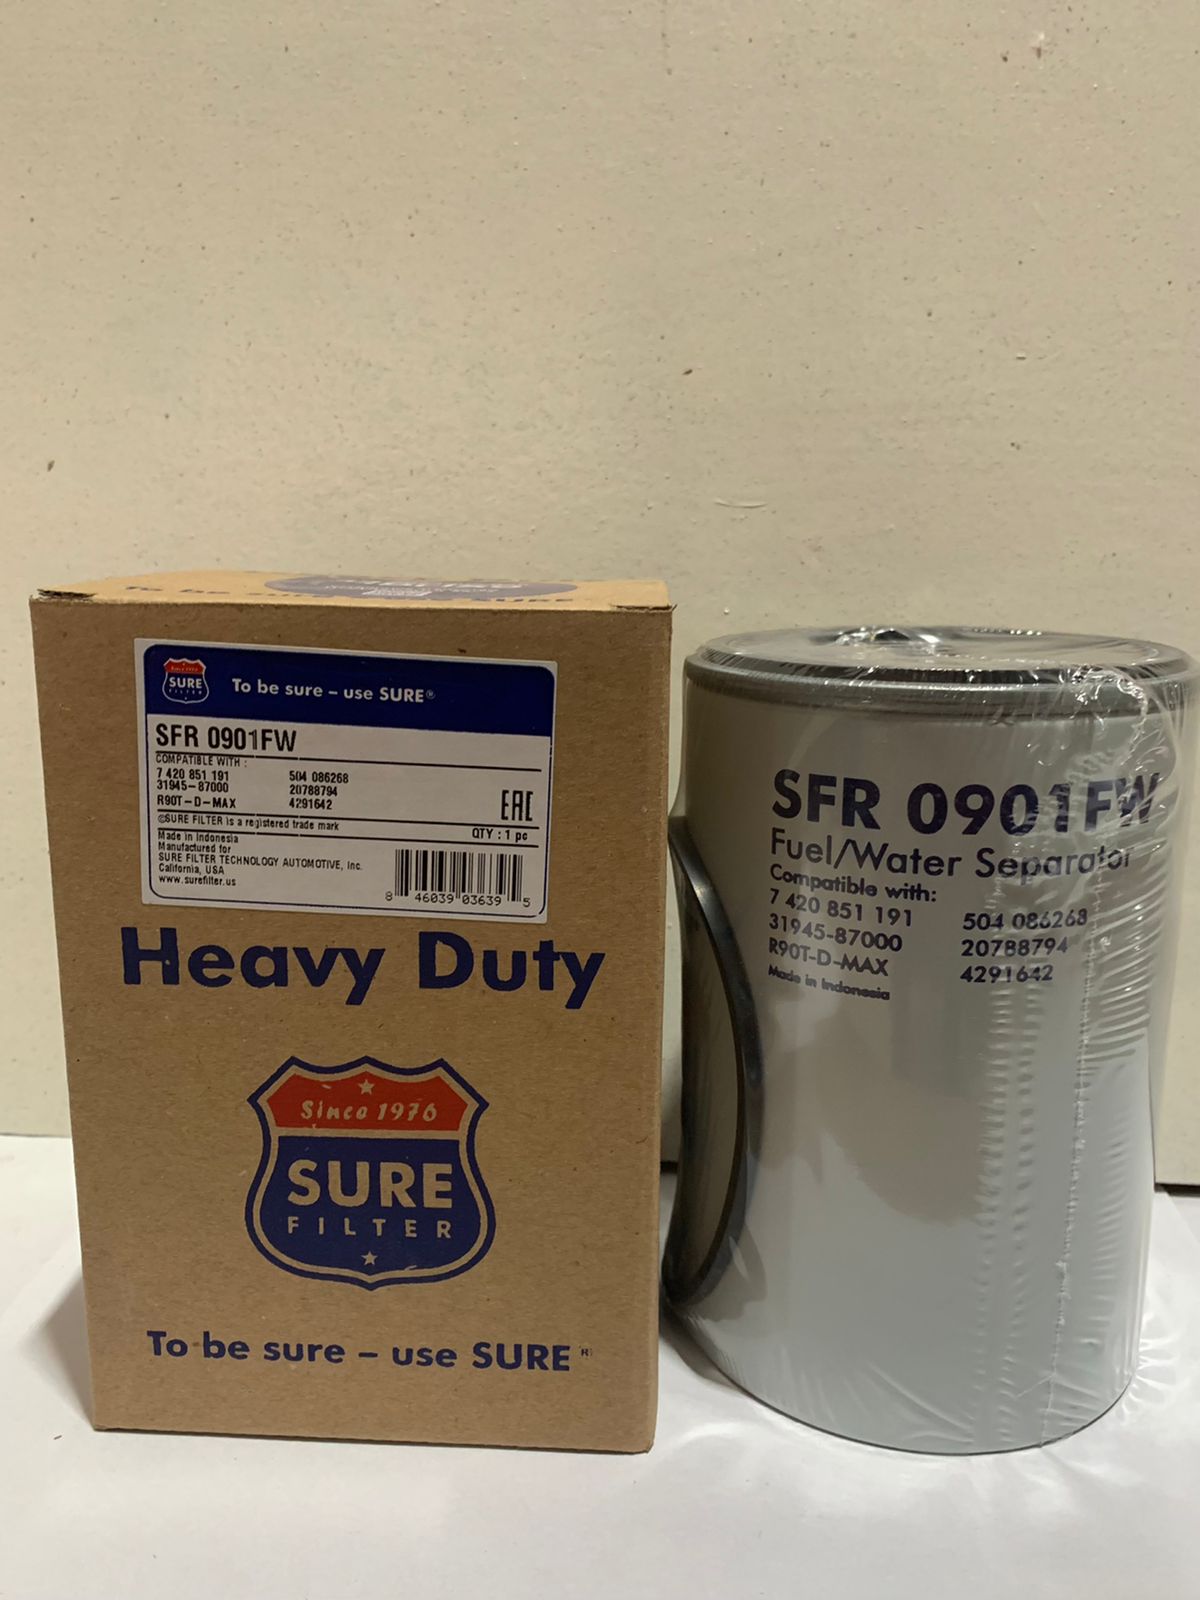 Since 1976
SURE
FILTER
To be sure – use SURE®
SFR 0901FW
COMPATIBLE WITH :
7 420 851 191 504 086268
31945-87000 20788794
R90T-D-MAX 4291642
EAC
©SURE FILTER is a registered trade mark
QTY : 1 pc
Made in Indonesia
Manufactured for
SURE FILTER TECHNOLOGY AUTOMOTIVE, Inc.
California, USA
www.surefilter.us
8 46039 03639 5
Heavy Duty
Since 1976
SURE
FILTER
To be sure – use SURE®
SFR 0901FW
Fuel/Water Separator
Compatible with:
7 420 851 191 504 086268
31945-87000 20788794
R90T-D-MAX 4291642
Made in Indonesia